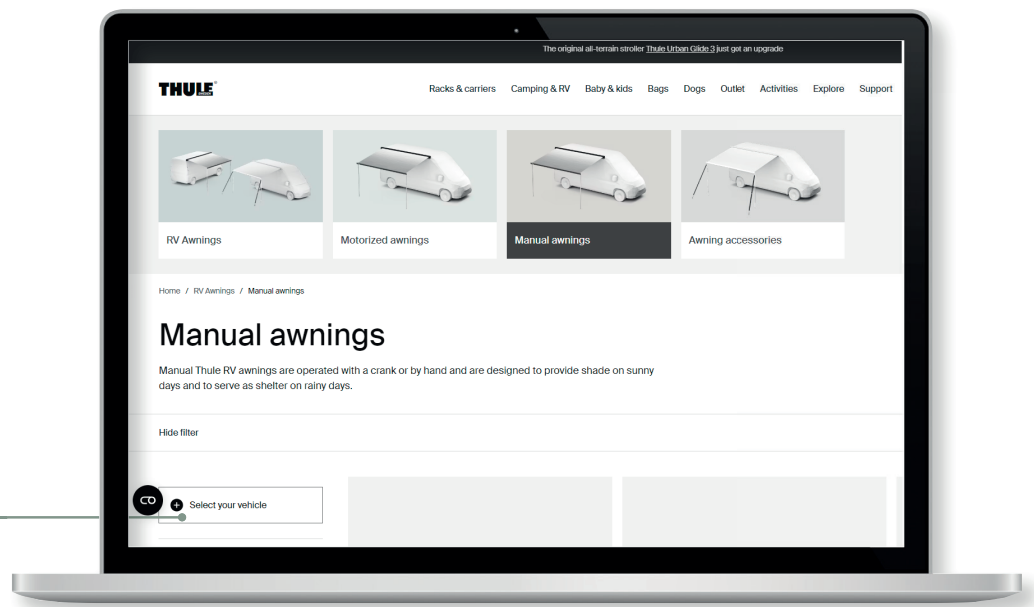 The original all-terrain stroller Thule Urban Glide 3 just got an upgrade
THULE
Racks & carriers Camping & RV Baby & kids Bags Dogs Outlet Activities Explore Support
RV Awnings
Motorized awnings
Manual awnings
Awning accessories
Home / RV Awnings / Manual awnings
Manual awnings
Manual Thule RV awnings are operated with a crank or by hand and are designed to provide shade on sunny
days and to serve as shelter on rainy days.
Hide filter
Select your vehicle